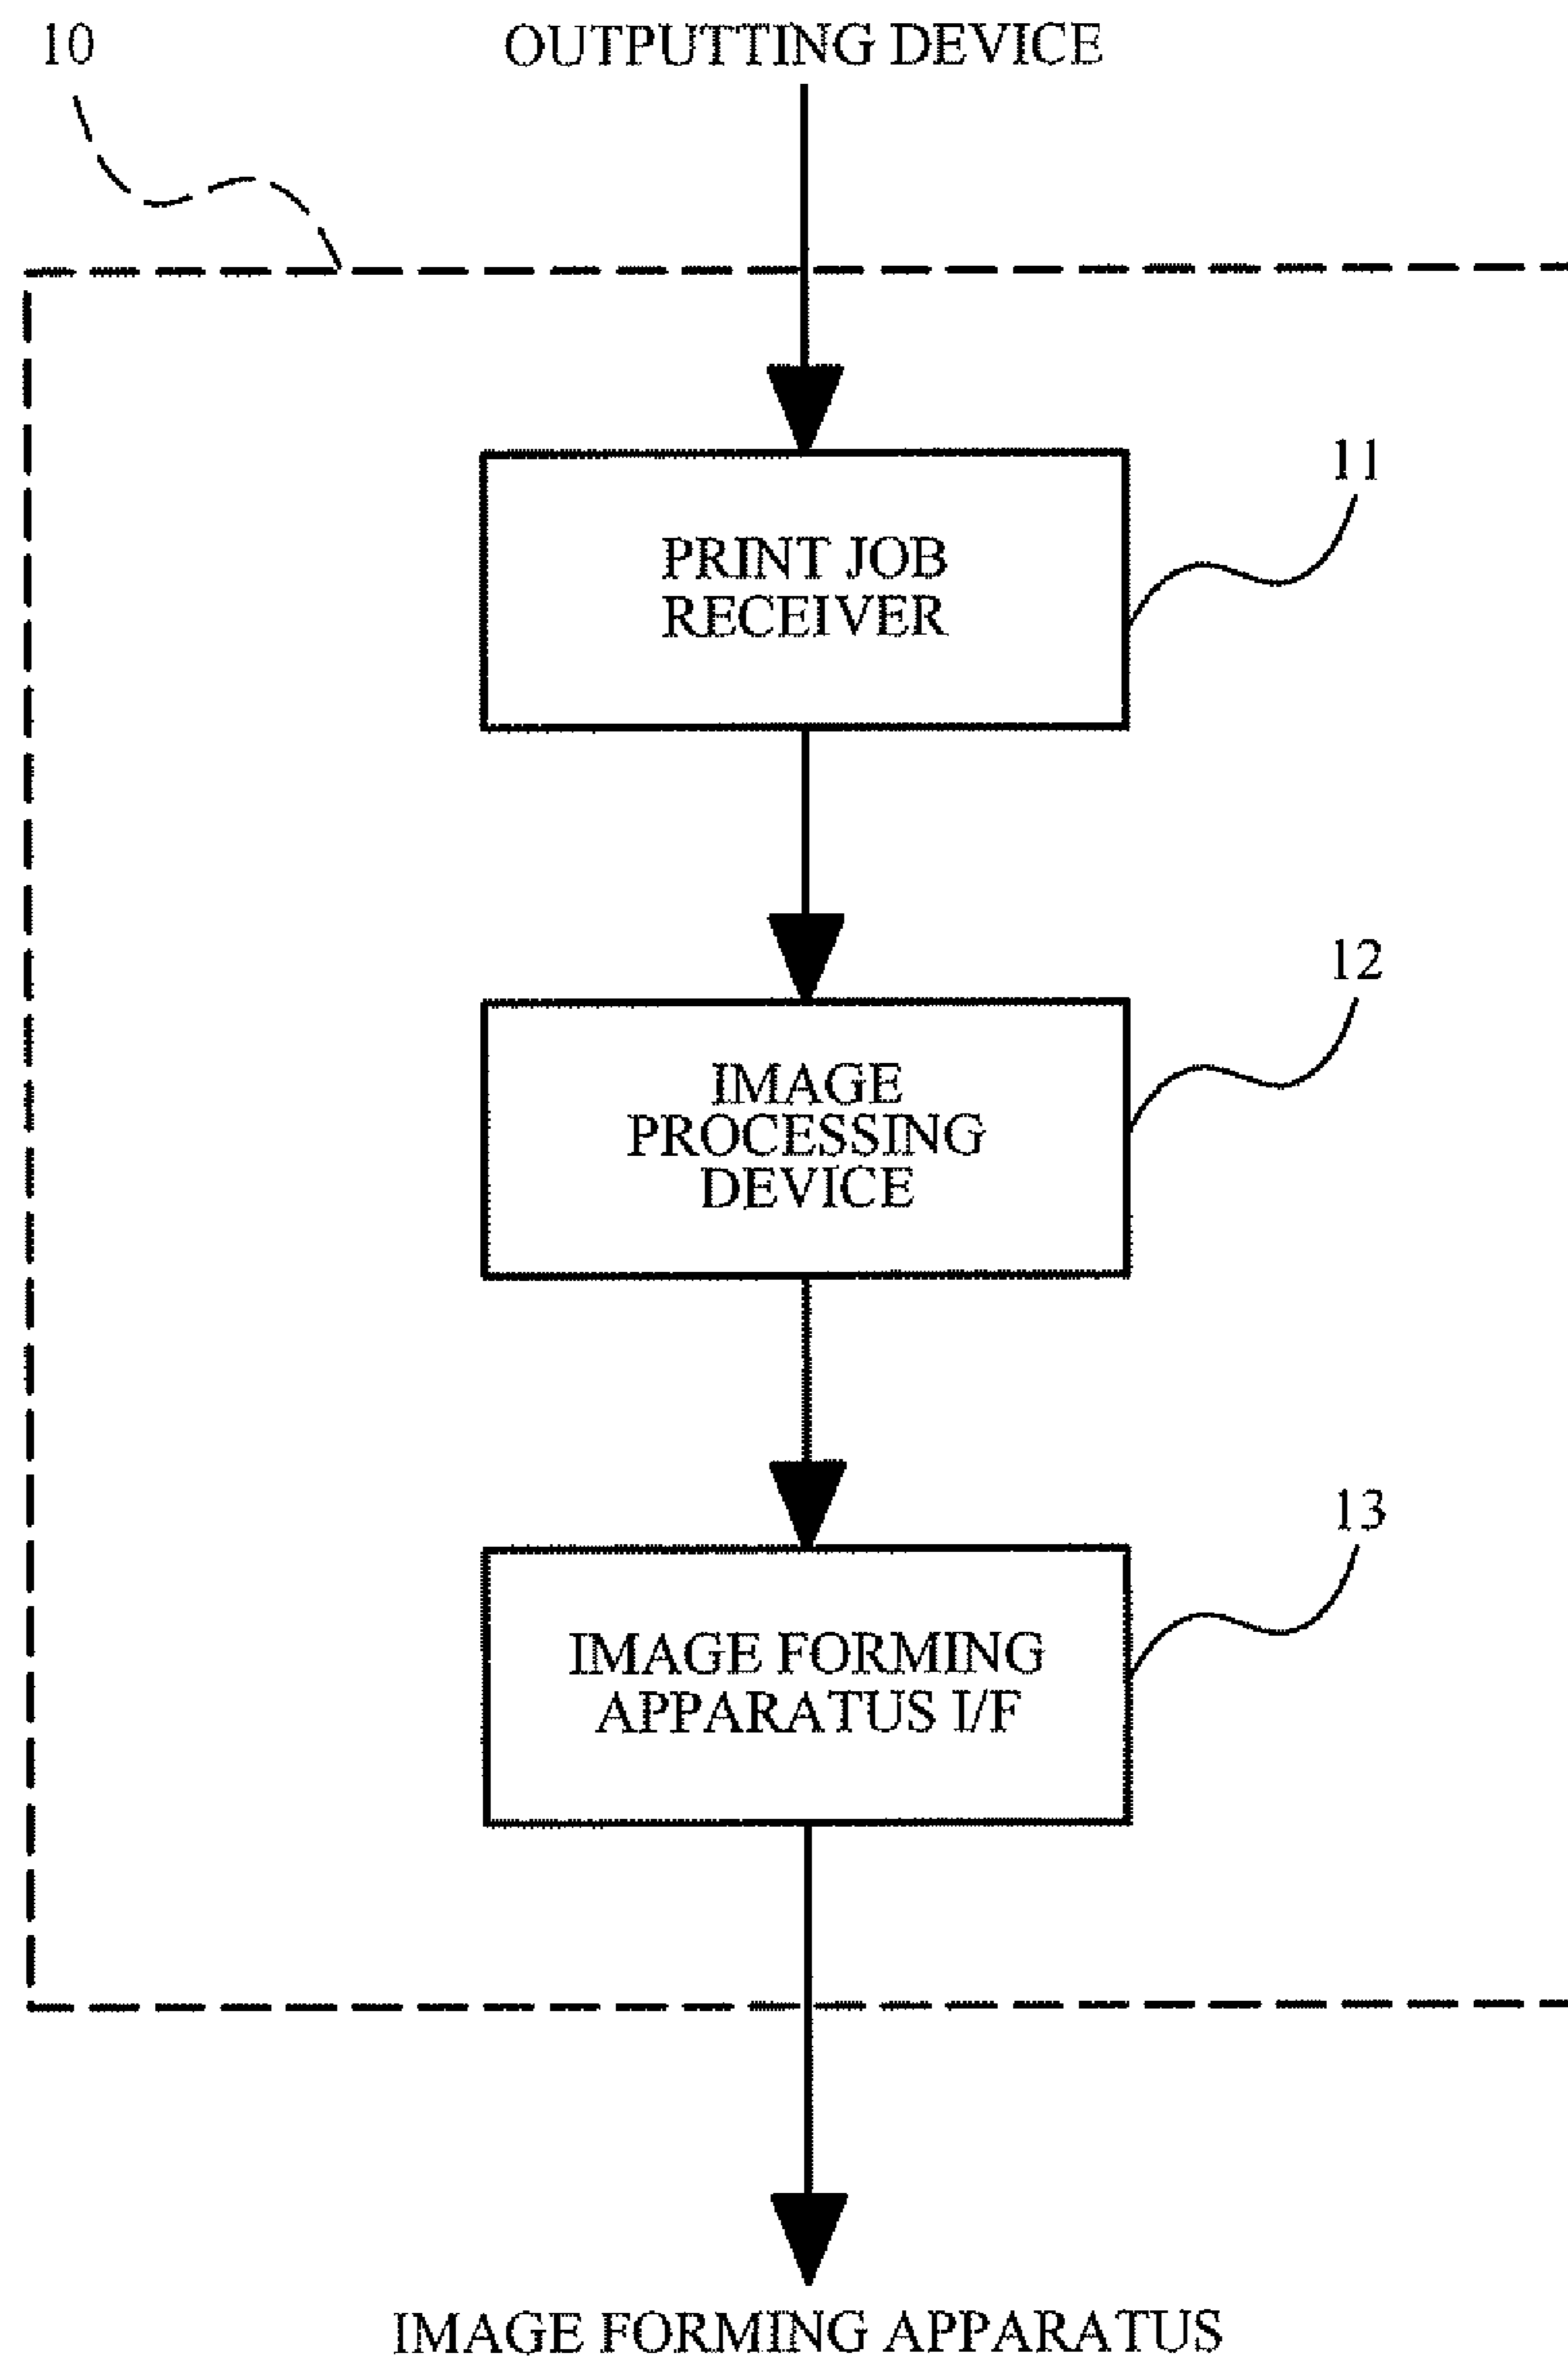 10
OUTPUTTING DEVICE
11
PRINT JOB
RECEIVER
12
IMAGE
PROCESSING
DEVICE
13
IMAGE FORMING
APPARATUS I/F
IMAGE FORMING APPARATUS